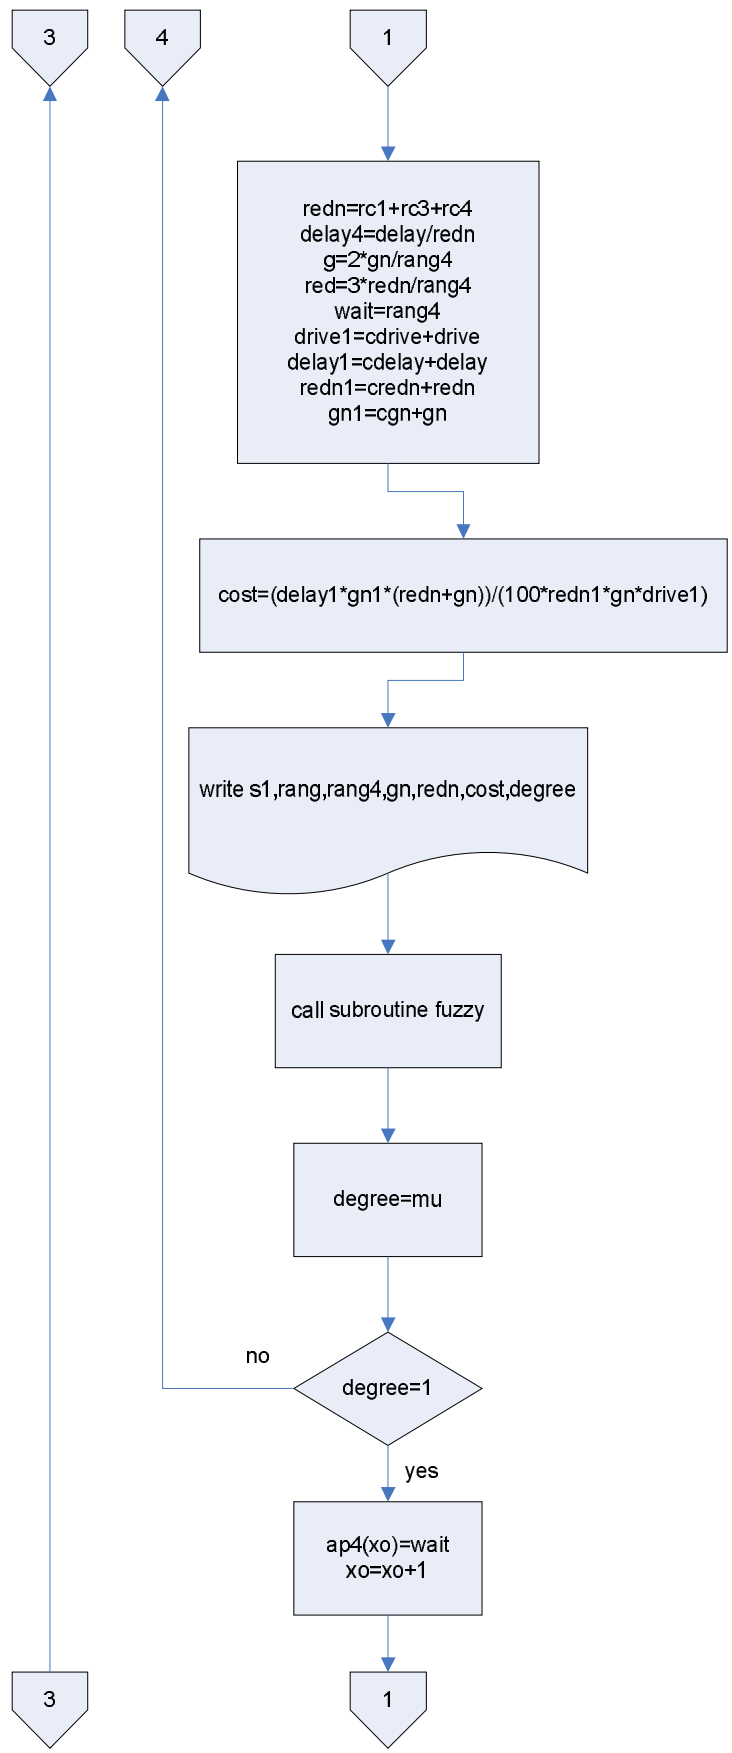 3
4
1
redn=rc1+rc3+rc4
delay4=delay/redn
g=2*gn/rang4
red=3*redn/rang4
wait=rang4
drive1=cdrive+drive
delay1=cdelay+delay
redn1=credn+redn
gn1=cgn+gn
cost=(delay1*gn1*(redn+gn))/(100*redn1*gn*drive1)
write s1,rang,rang4,gn,redn,cost,degree
call subroutine fuzzy
degree=mu
no
degree=1
yes
ap4(xo)=wait
xo=xo+1
3
1